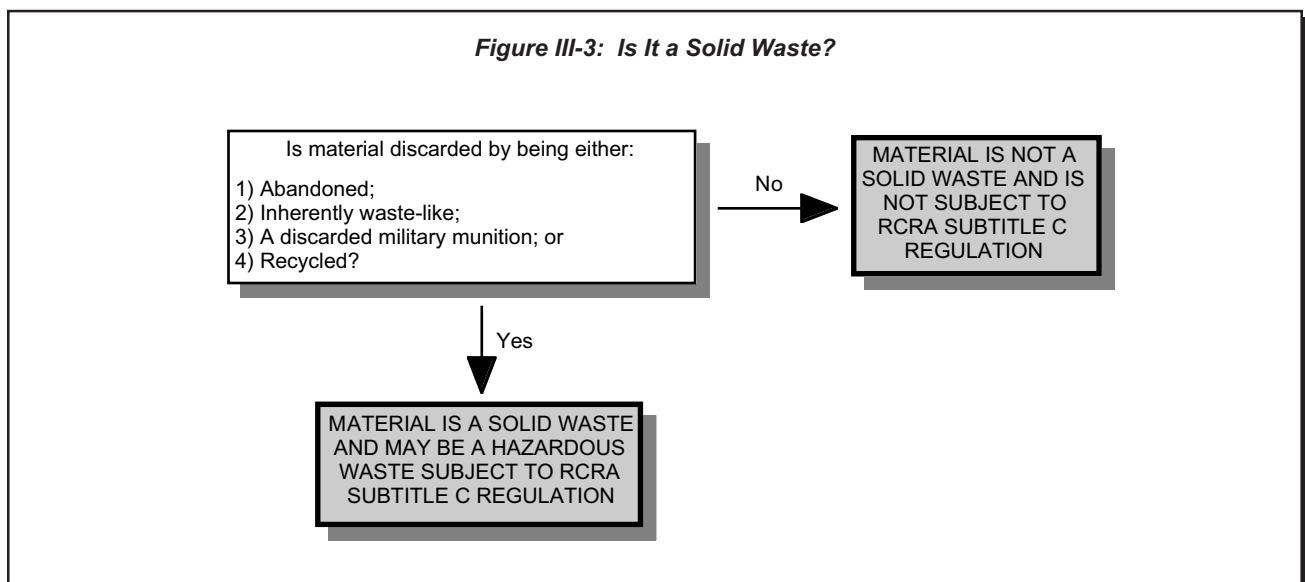 Figure III-3: Is It a Solid Waste?
Is material discarded by being either:
1) Abandoned;
2) Inherently waste-like;
3) A discarded military munition; or
4) Recycled?
No
MATERIAL IS NOT A
SOLID WASTE AND IS
NOT SUBJECT TO
RCRA SUBTITLE C
REGULATION
Yes
MATERIAL IS A SOLID WASTE
AND MAY BE A HAZARDOUS
WASTE SUBJECT TO RCRA
SUBTITLE C REGULATION